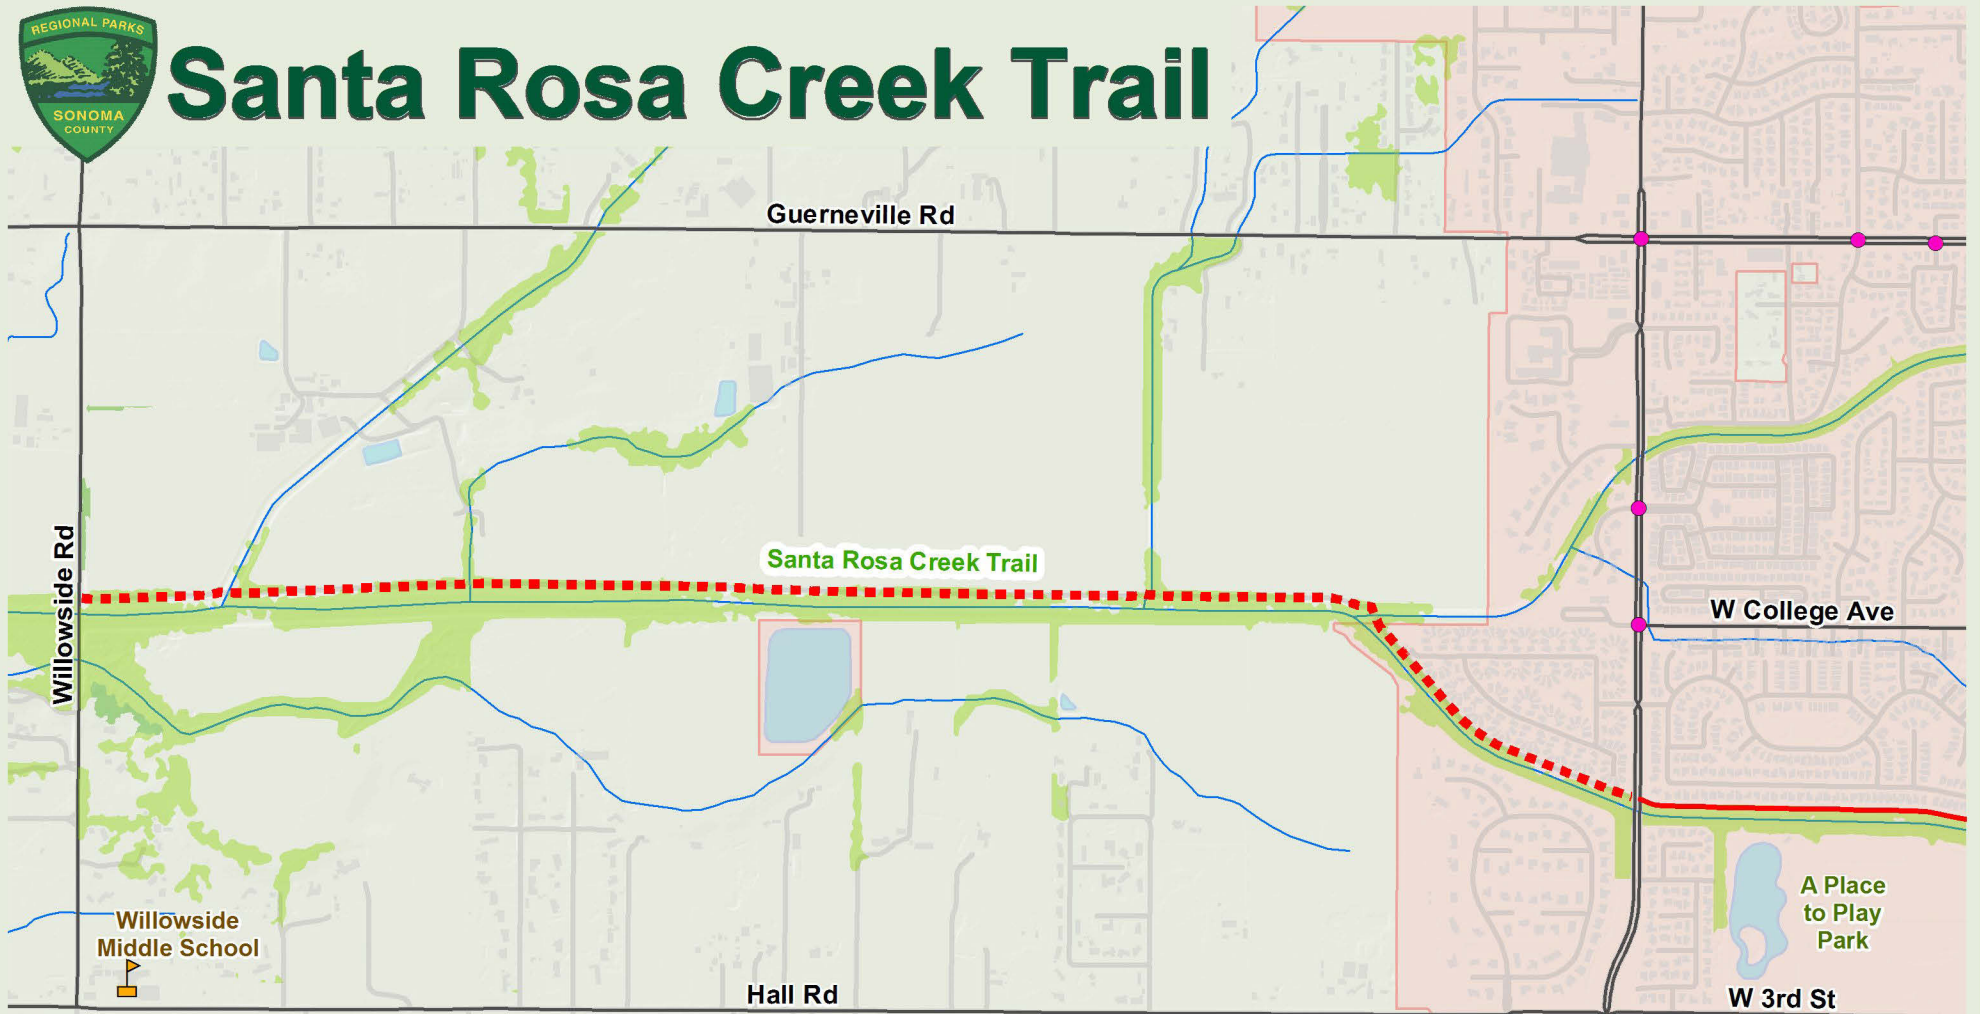 REGIONAL PARKS
SONOMA
COUNTY
Santa Rosa Creek Trail
Guerneville Rd
Willowside Rd
Santa Rosa Creek Trail
W College Ave
A Place
to Play
Park
Willowside
Middle School
Hall Rd
W 3rd St